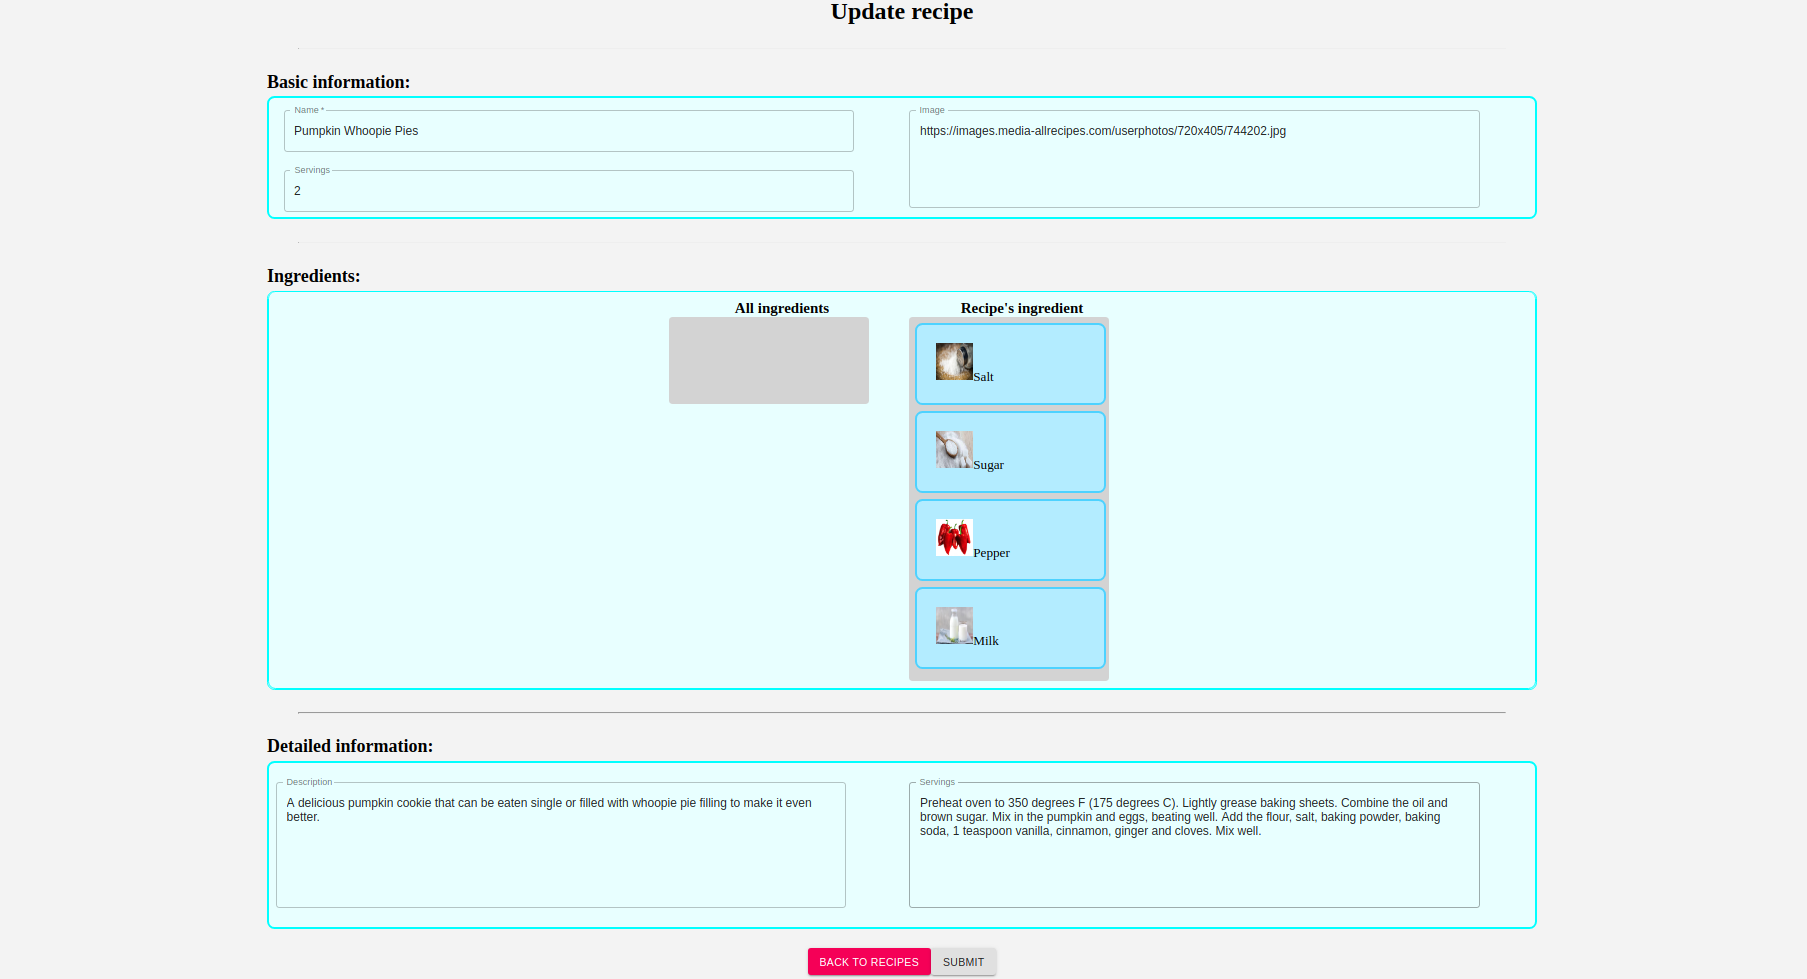 Update recipe
Basic information:
Name *
Pumpkin Whoopie Pies
Image
https://images.media-allrecipes.com/userphotos/720x405/744202.jpg
Servings
2
Ingredients:
All ingredients
Recipe's ingredient
Salt
Sugar
Pepper
Milk
Detailed information:
Description
A delicious pumpkin cookie that can be eaten single or filled with whoopie pie filling to make it even
better.
Servings
Preheat oven to 350 degrees F (175 degrees C). Lightly grease baking sheets. Combine the oil and
brown sugar. Mix in the pumpkin and eggs, beating well. Add the flour, salt, baking powder, baking
soda, 1 teaspoon vanilla, cinnamon, ginger and cloves. Mix well.
BACK TO RECIPES
SUBMIT